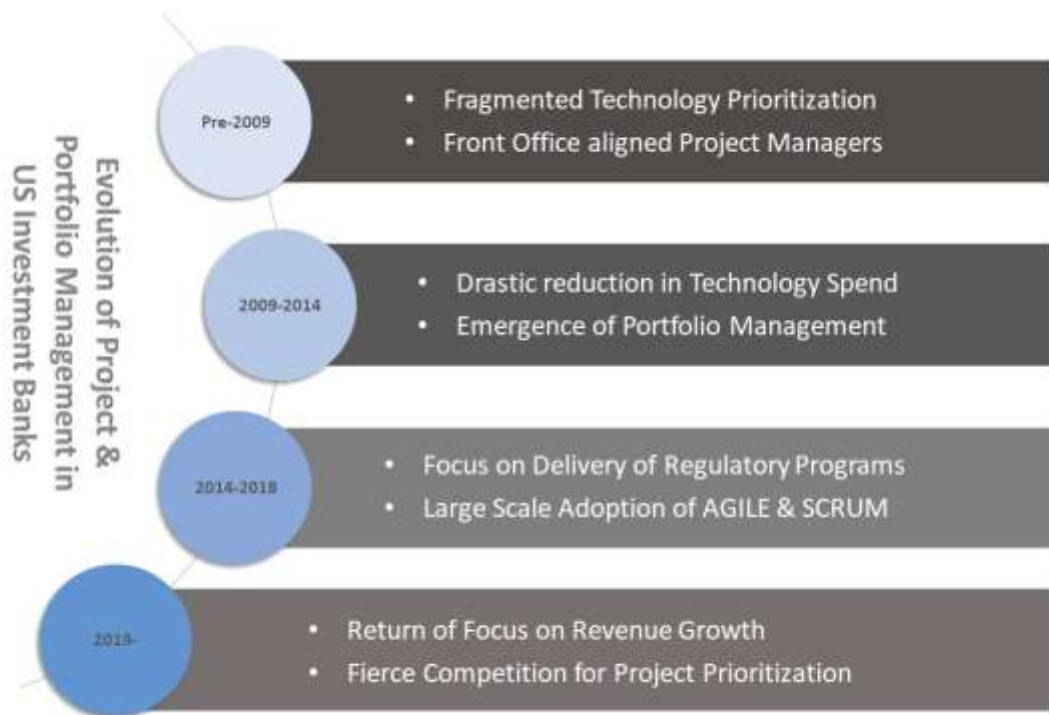 Evolution of Project &
Portfolio Management in
US Investment Banks
Pre-2009
• Fragmented Technology Prioritization
• Front Office aligned Project Managers
2009-2014
• Drastic reduction in Technology Spend
• Emergence of Portfolio Management
2014-2018
• Focus on Delivery of Regulatory Programs
• Large Scale Adoption of AGILE & SCRUM
2019-
• Return of Focus on Revenue Growth
• Fierce Competition for Project Prioritization